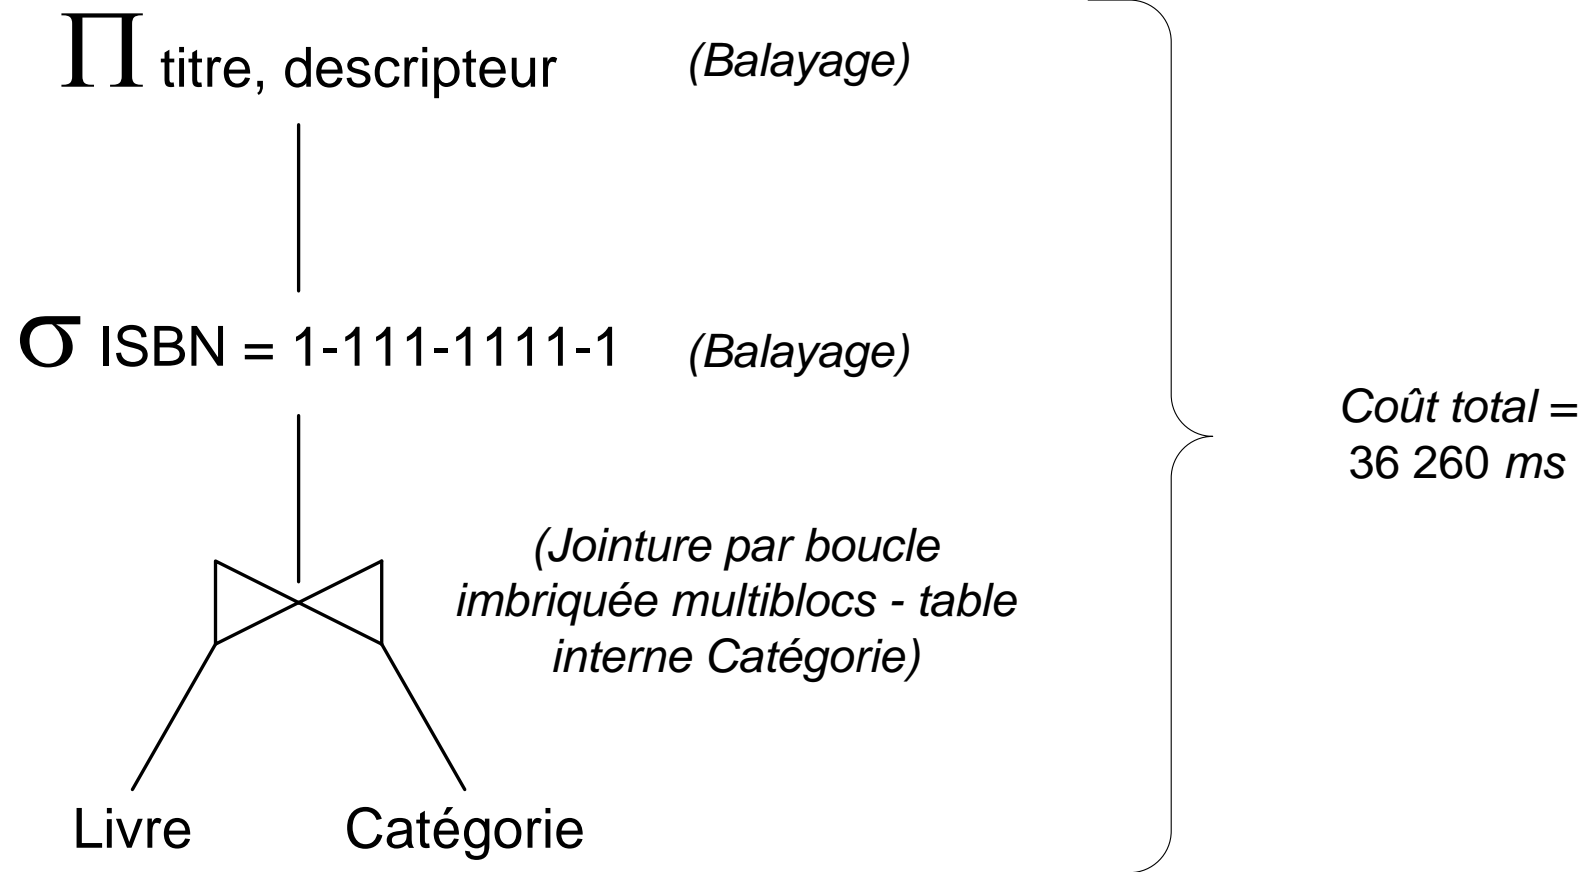 Π titre, descripteur (Balayage)
σ ISBN = 1-111-1111-1 (Balayage)
Coût total =
36 260 ms
(Jointure par boucle
imbriquée multiblocs - table
interne Catégorie)
Livre Catégorie